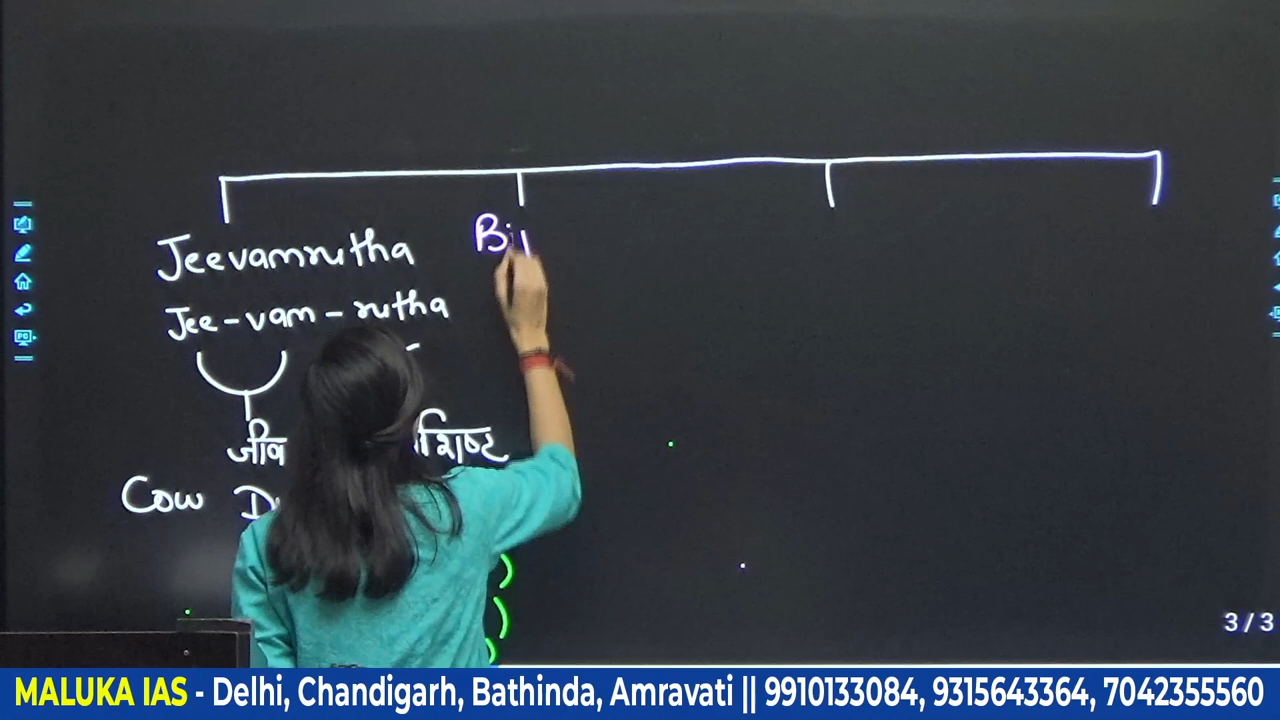 Jeevamrutha
Bi
Jee-vam-rutha
जीव
Cow
3/3
MALUKA IAS - Delhi, Chandigarh, Bathinda, Amravati || 9910133084, 9315643364, 7042355560